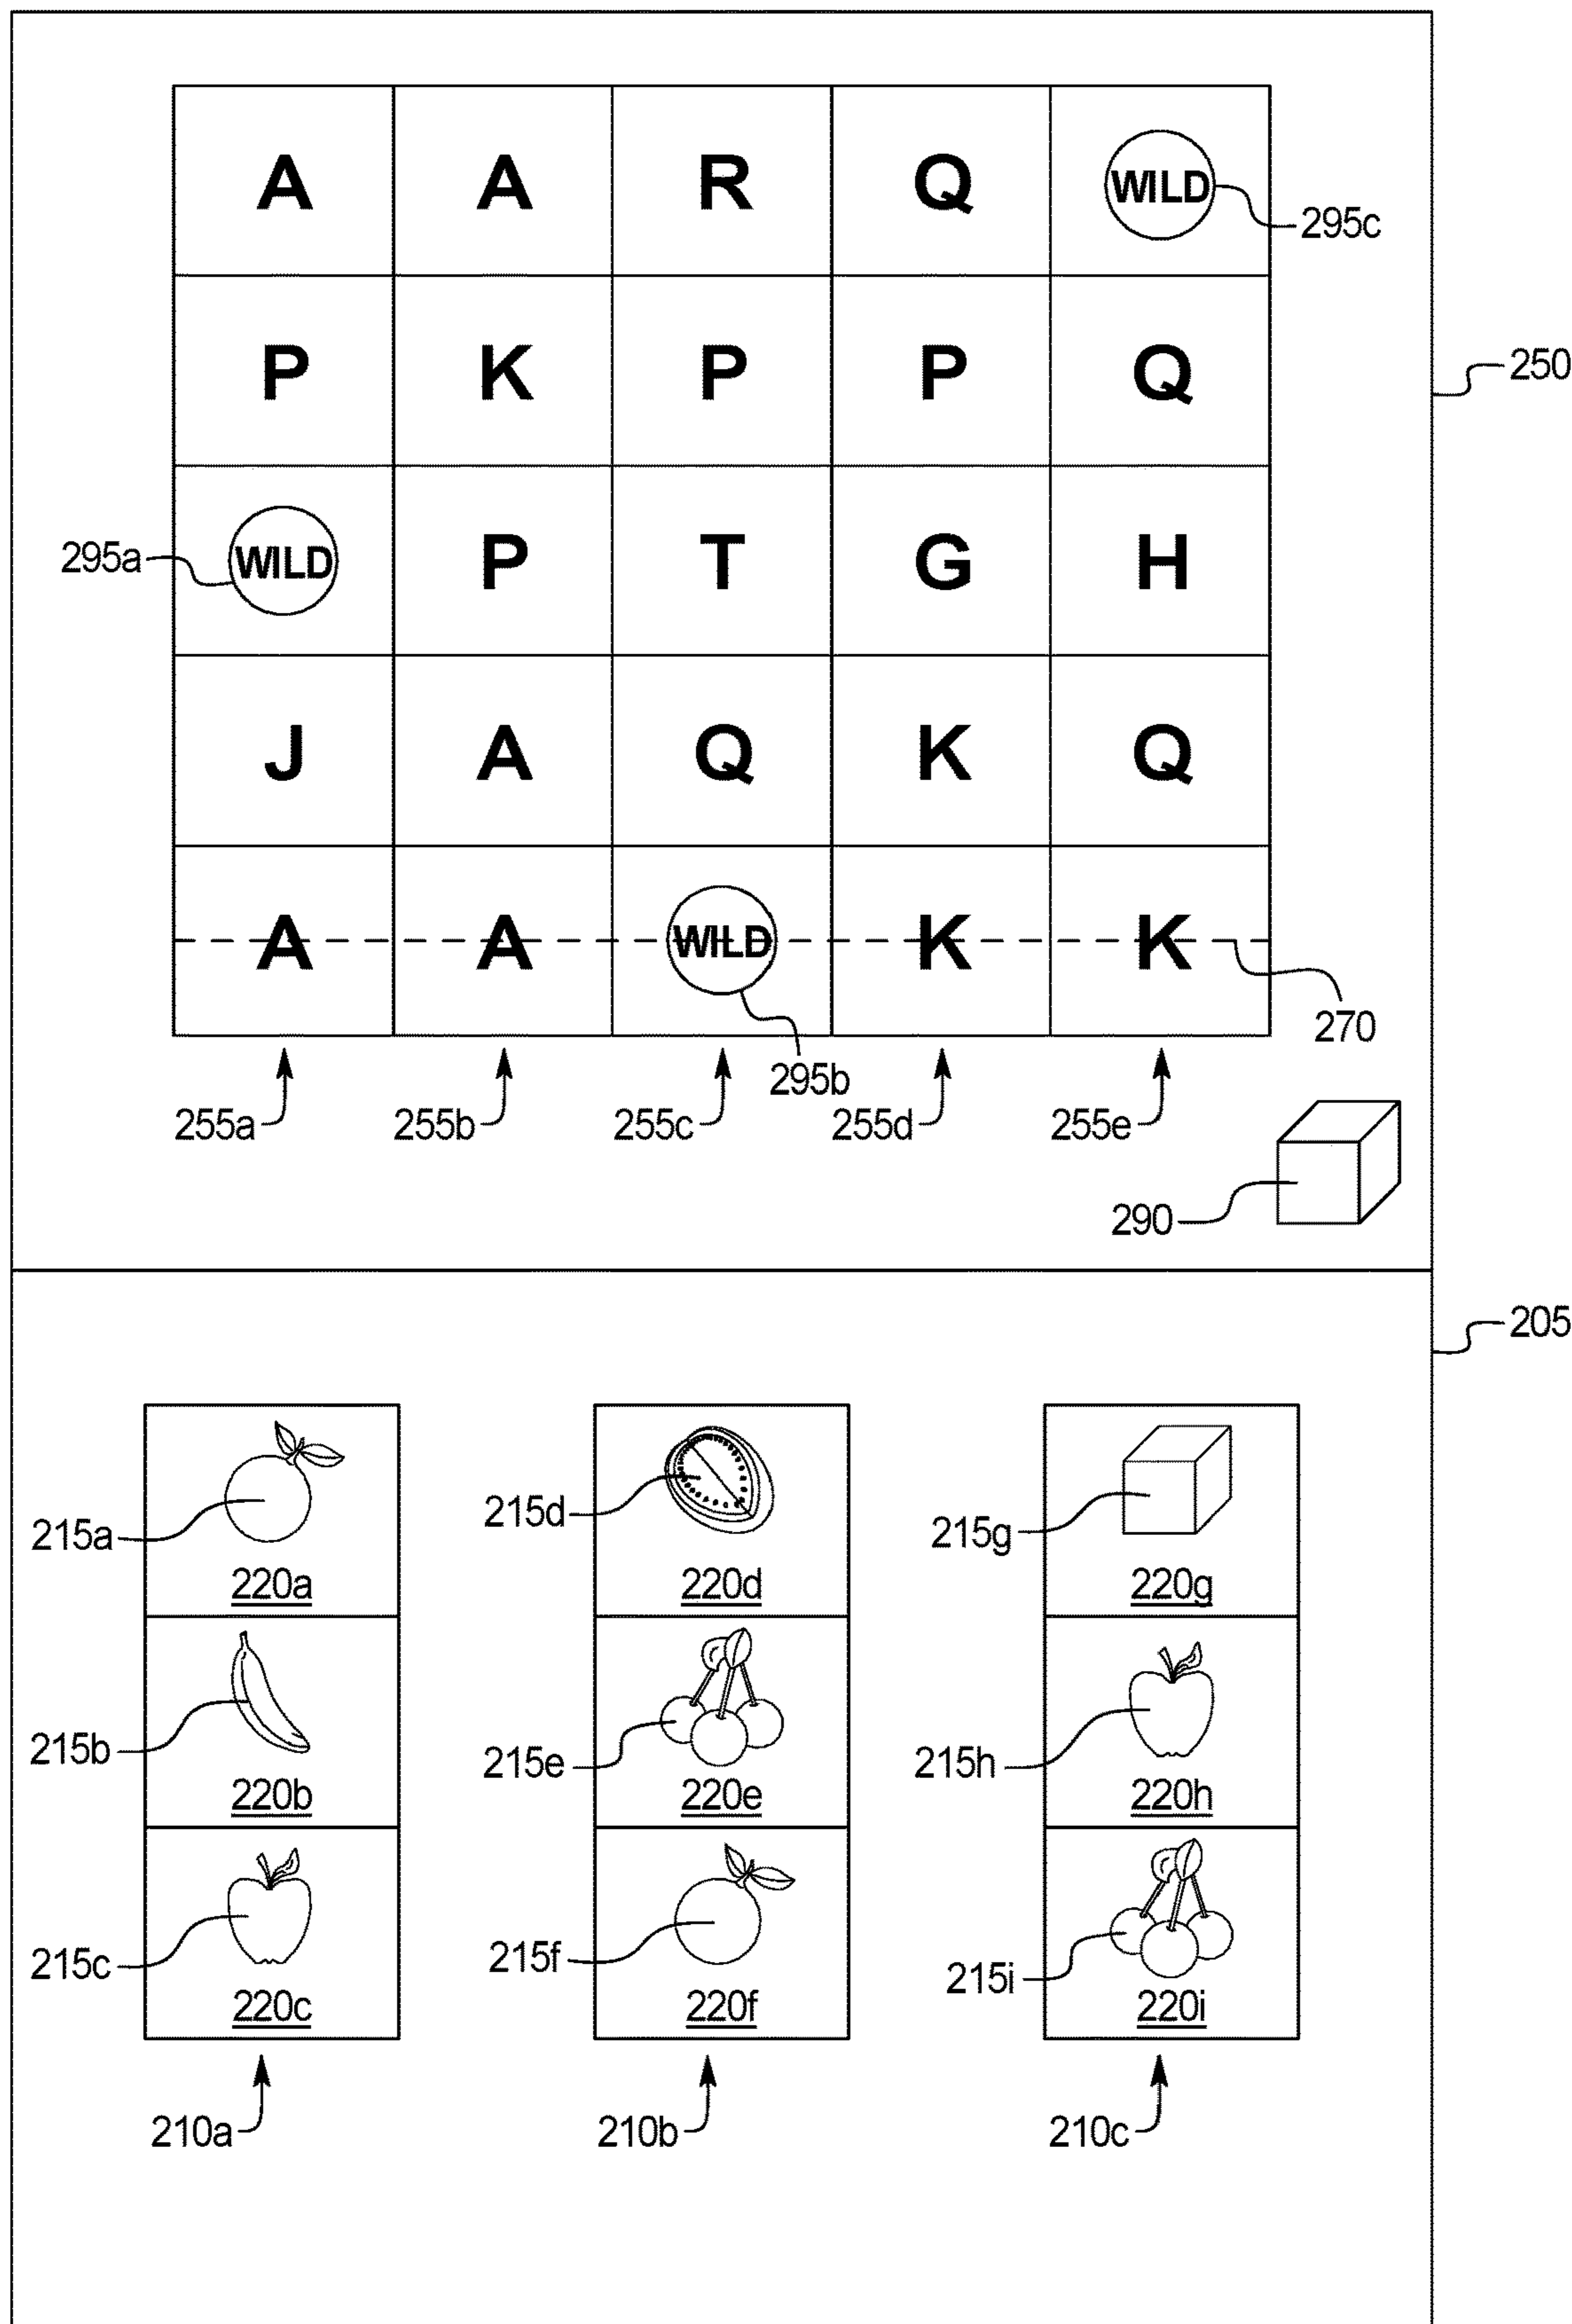 A A R Q WILD
295c
P K P P Q
250
295a WILD P T G H
J A Q K Q
A A WILD K K
270
295b
255a 255b 255c 255d 255e
290
205
215a 215d 215g
220a 220d 220g
215b 215e 215h
220b 220e 220h
215c 215f 215i
220c 220f 220i
210a 210b 210c